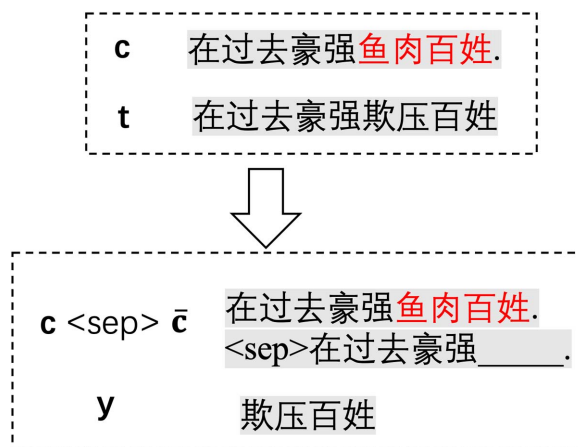 c 在过去豪强鱼肉百姓.
t 在过去豪强欺压百姓
c <sep> c̄ 在过去豪强鱼肉百姓.
<sep>在过去豪强______.
y 欺压百姓